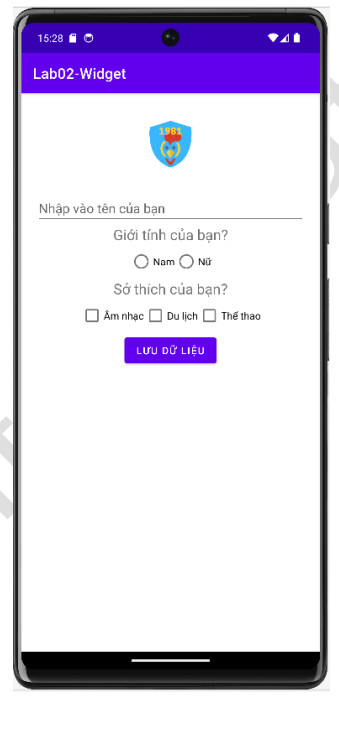 15:28
Lab02-Widget
1981
Nhập vào tên của bạn
Giới tính của bạn?
Nam Nữ
Sở thích của bạn?
Âm nhạc Du lịch Thể thao
LƯU DỮ LIỆU